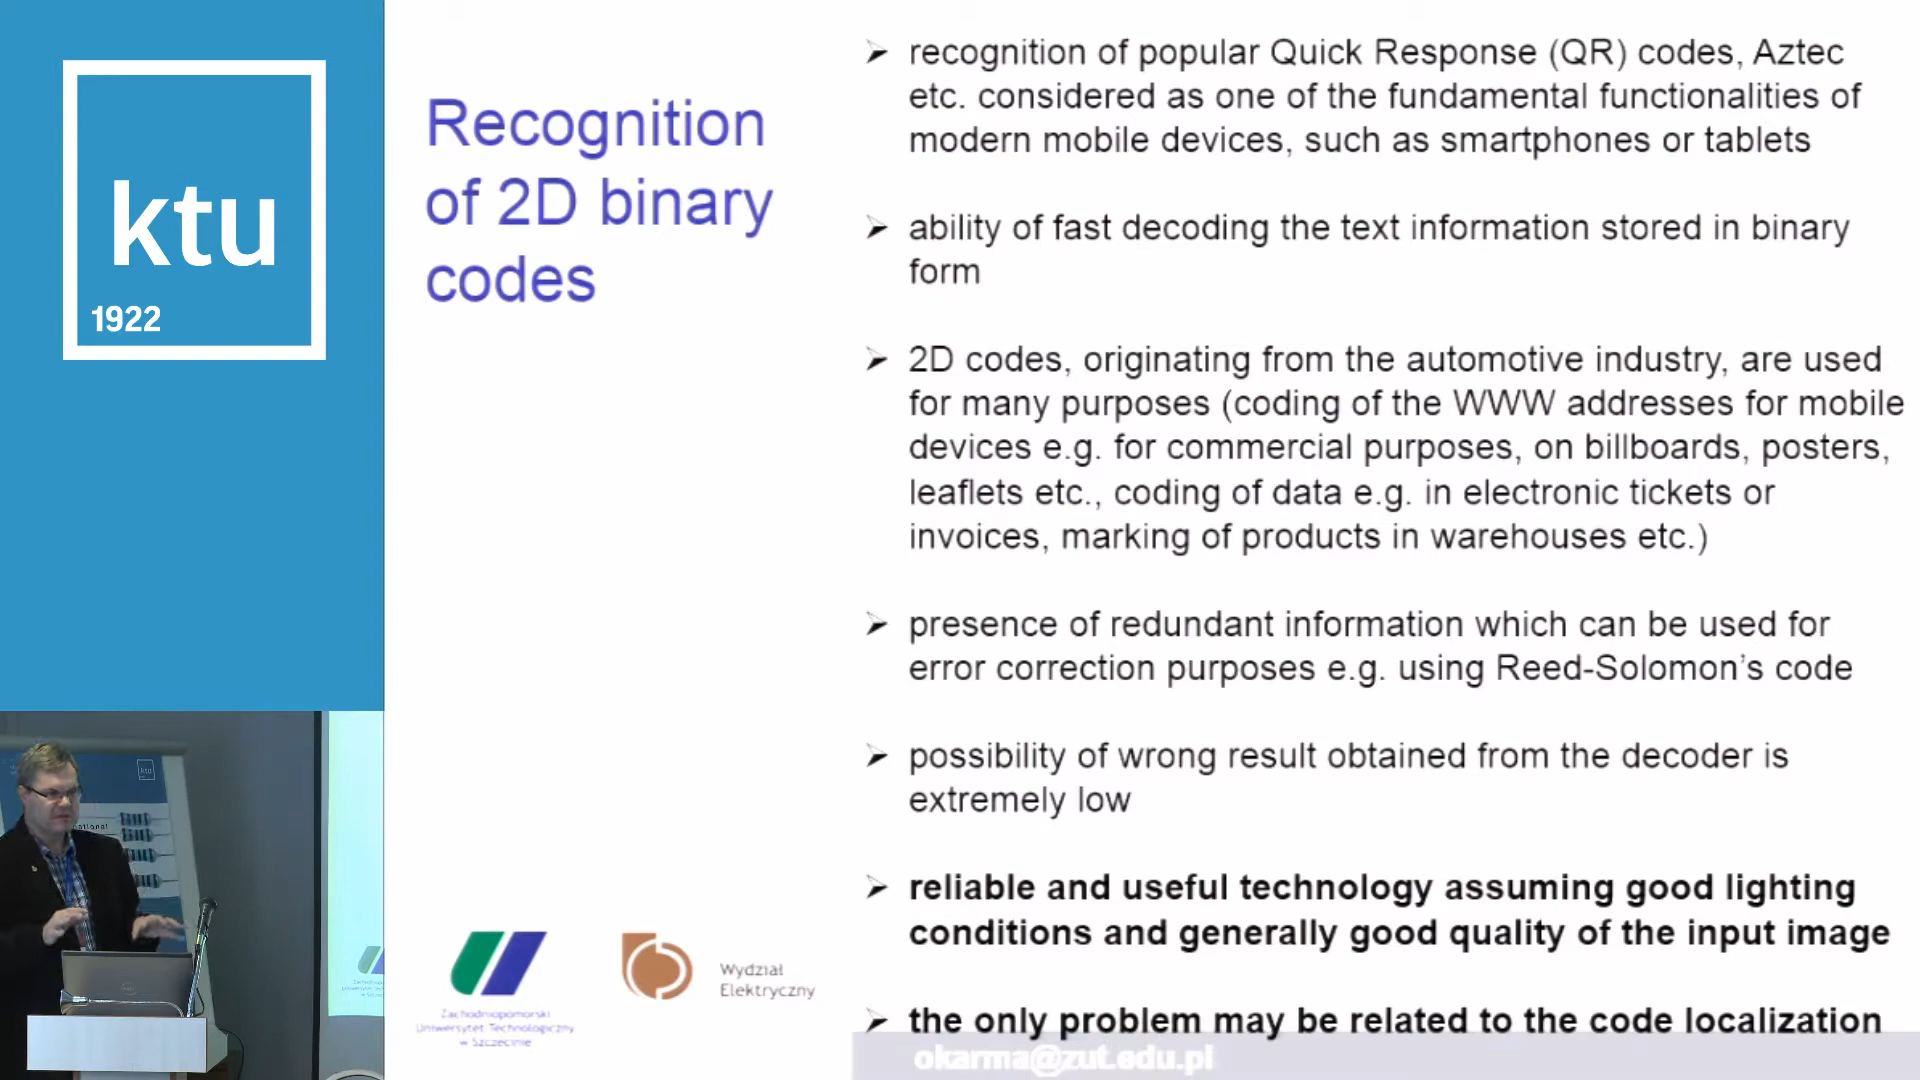 ktu
1922
Recognition
of 2D binary
codes
recognition of popular Quick Response (QR) codes, Aztec
etc. considered as one of the fundamental functionalities of
modern mobile devices, such as smartphones or tablets
ability of fast decoding the text information stored in binary
form
2D codes, originating from the automotive industry, are used
for many purposes (coding of the WWW addresses for mobile
devices e.g. for commercial purposes, on billboards, posters,
leaflets etc., coding of data e.g. in electronic tickets or
invoices, marking of products in warehouses etc.)
presence of redundant information which can be used for
error correction purposes e.g. using Reed-Solomon’s code
possibility of wrong result obtained from the decoder is
extremely low
reliable and useful technology assuming good lighting
conditions and generally good quality of the input image
the only problem may be related to the code localization
okarma@zut.edu.pl
Zachodniopomorski
Uniwersytet Technologiczny
w Szczecinie
Wydział
Elektryczny
ktu